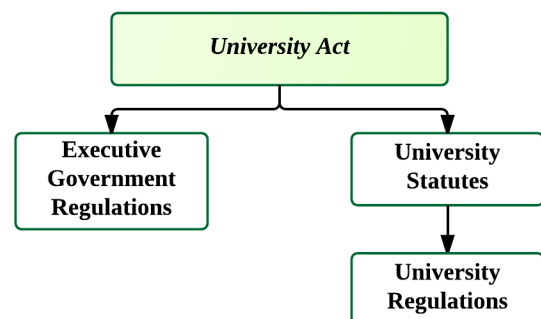 University Act
Executive
Government
Regulations
University
Statutes
University
Regulations